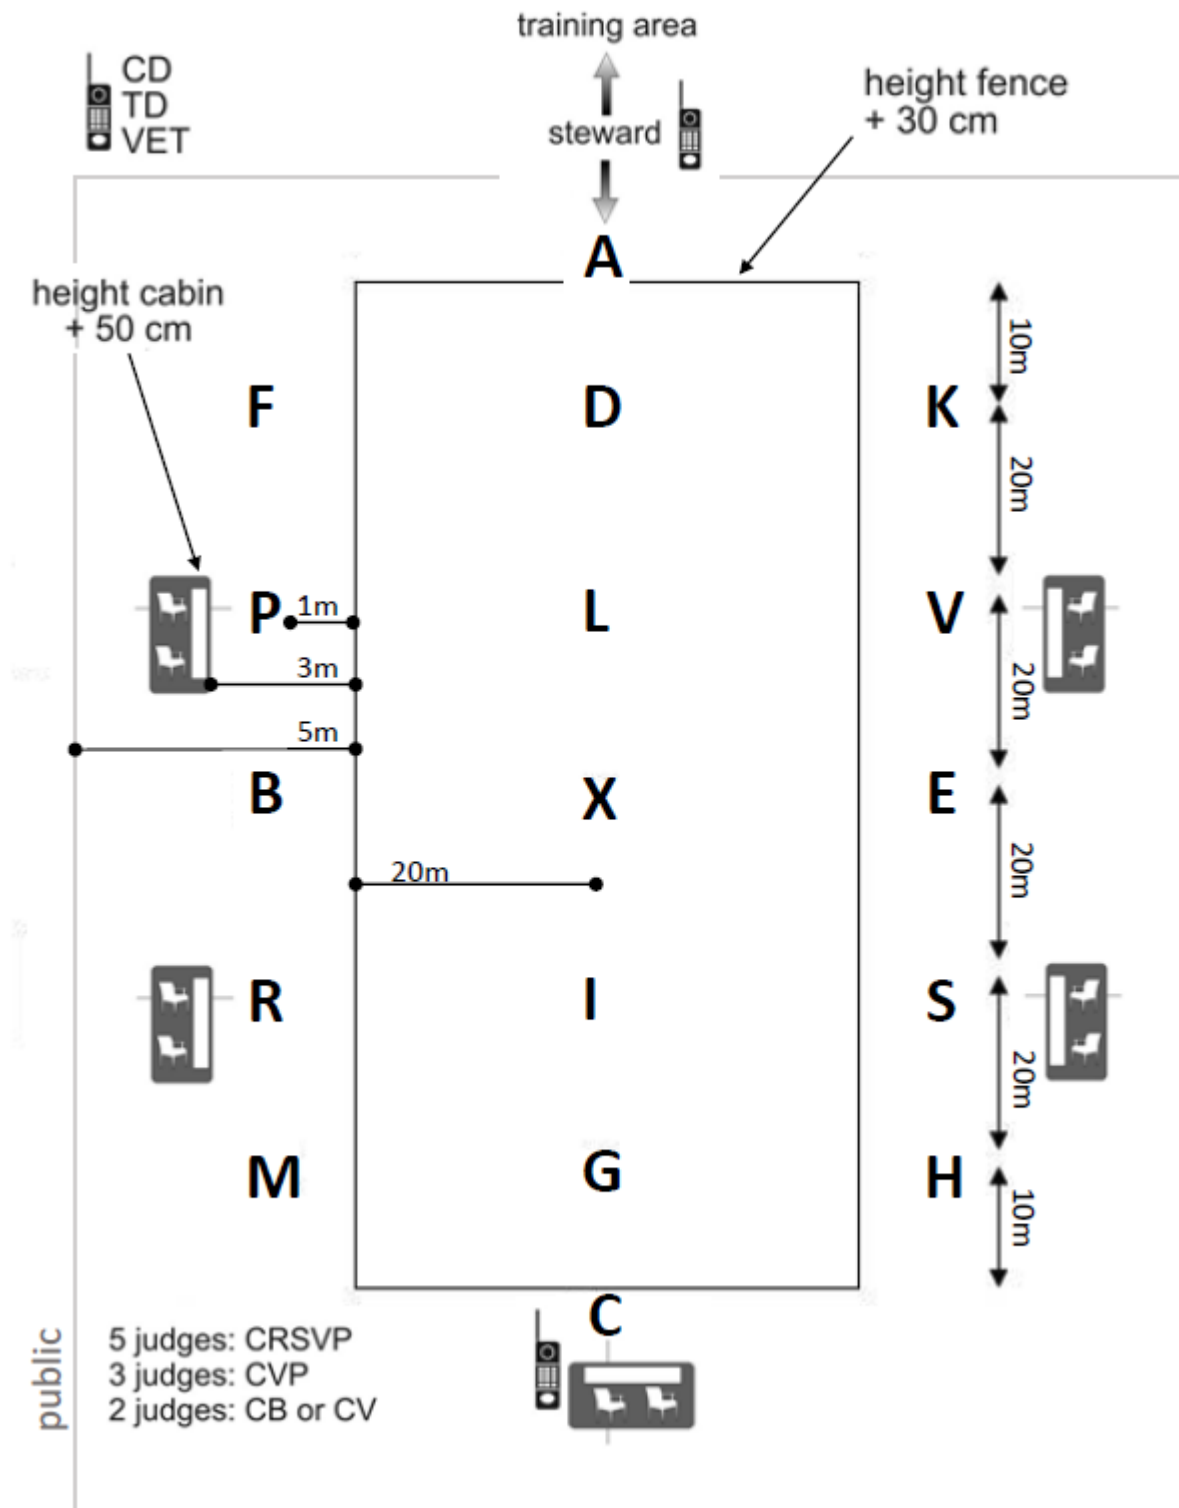 training area
CD
TD
VET
steward
height fence
+ 30 cm
A
height cabin
+ 50 cm
10m
F
D
K
20m
P
1m
L
V
3m
20m
5m
B
X
E
20m
20m
R
I
S
20m
M
G
H
10m
C
public
5 judges: CRSVP
3 judges: CVP
2 judges: CB or CV